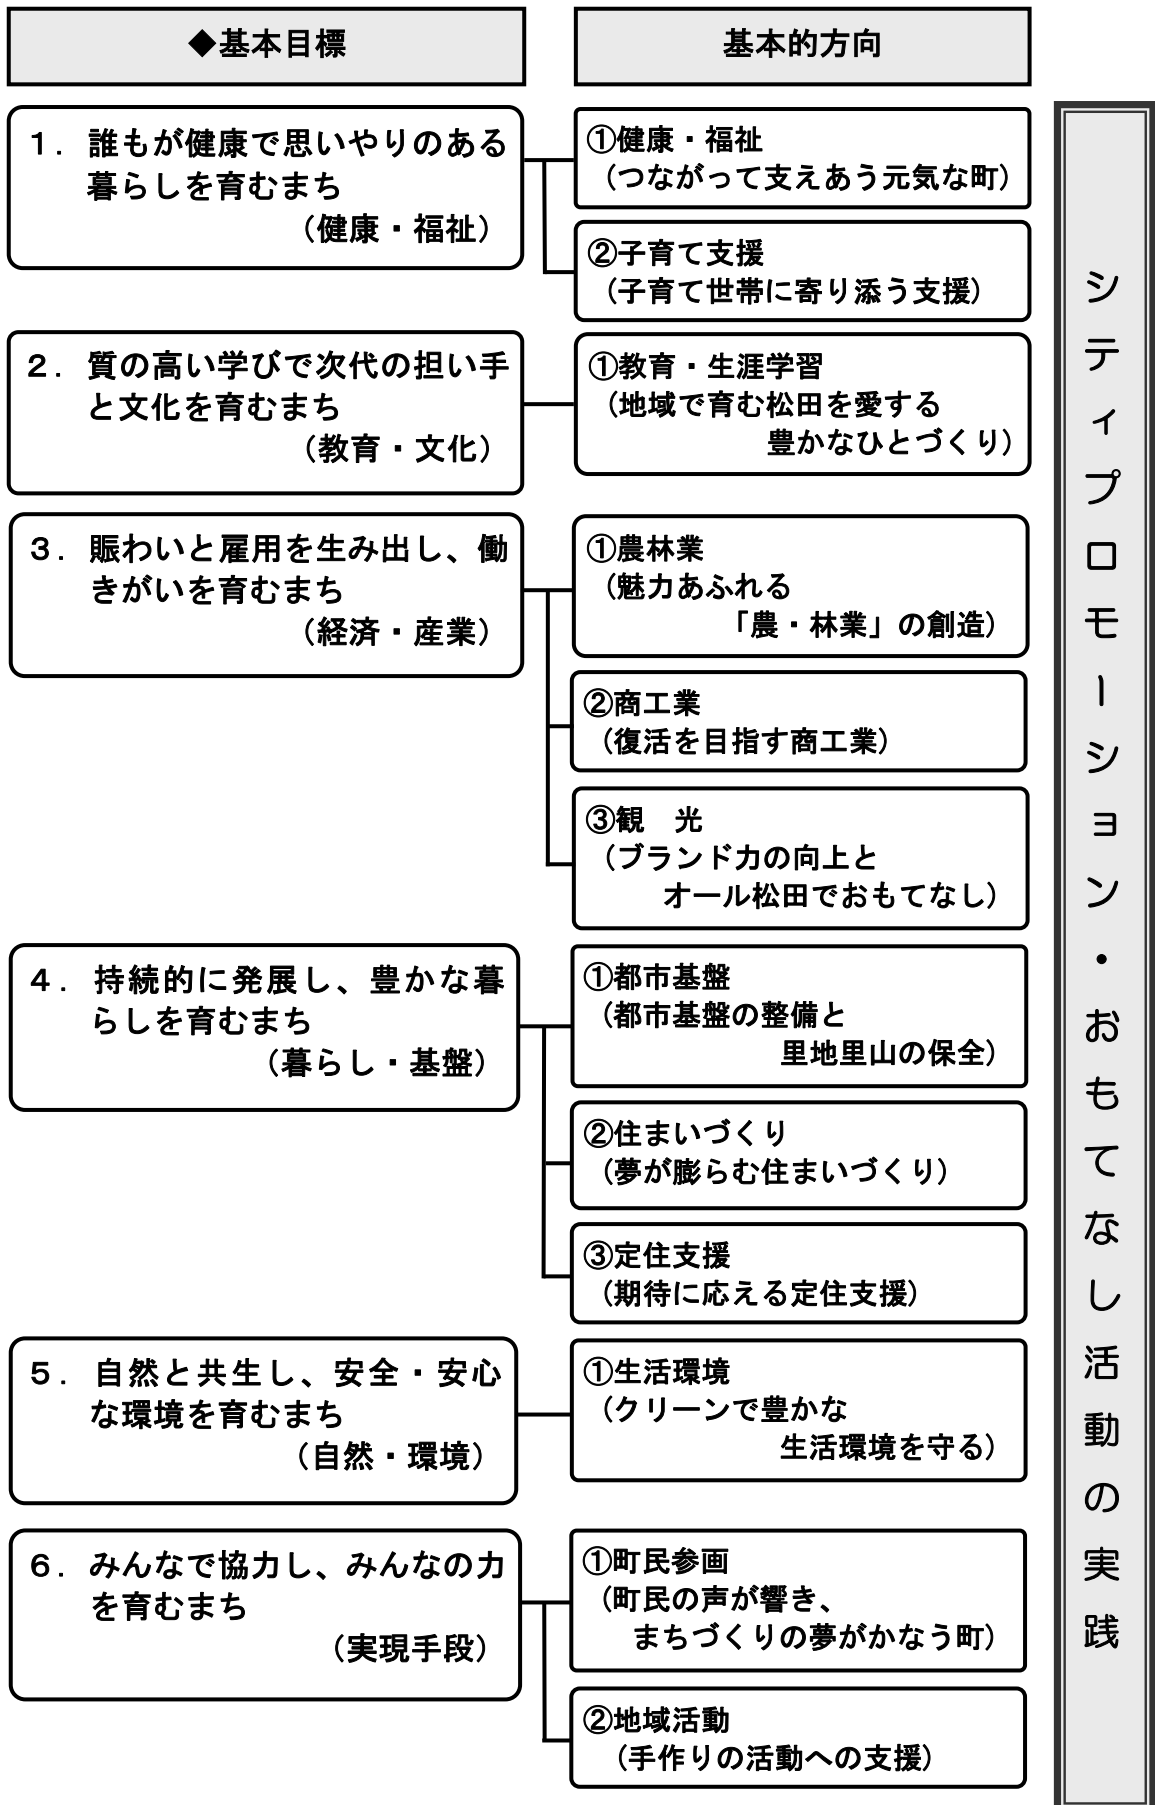 ◆基本目標
基本的方向
１．誰もが健康で思いやりのある
暮らしを育むまち
（健康・福祉）
①健康・福祉
（つながって支えあう元気な町）
②子育て支援
（子育て世帯に寄り添う支援）
２．質の高い学びで次代の担い手
と文化を育むまち
（教育・文化）
①教育・生涯学習
（地域で育む松田を愛する
豊かなひとづくり）
３．賑わいと雇用を生み出し、働
きがいを育むまち
（経済・産業）
①農林業
（魅力あふれる
「農・林業」の創造）
②商工業
（復活を目指す商工業）
③観　光
（ブランド力の向上と
オール松田でおもてなし）
４．持続的に発展し、豊かな暮
らしを育むまち
（暮らし・基盤）
①都市基盤
（都市基盤の整備と
里地里山の保全）
②住まいづくり
（夢が膨らむ住まいづくり）
③定住支援
（期待に応える定住支援）
５．自然と共生し、安全・安心
な環境を育むまち
（自然・環境）
①生活環境
（クリーンで豊かな
生活環境を守る）
６．みんなで協力し、みんなの力
を育むまち
（実現手段）
①町民参画
（町民の声が響き、
まちづくりの夢がかなう町）
②地域活動
（手作りの活動への支援）
シティプロモーション・おもてなし活動の実践